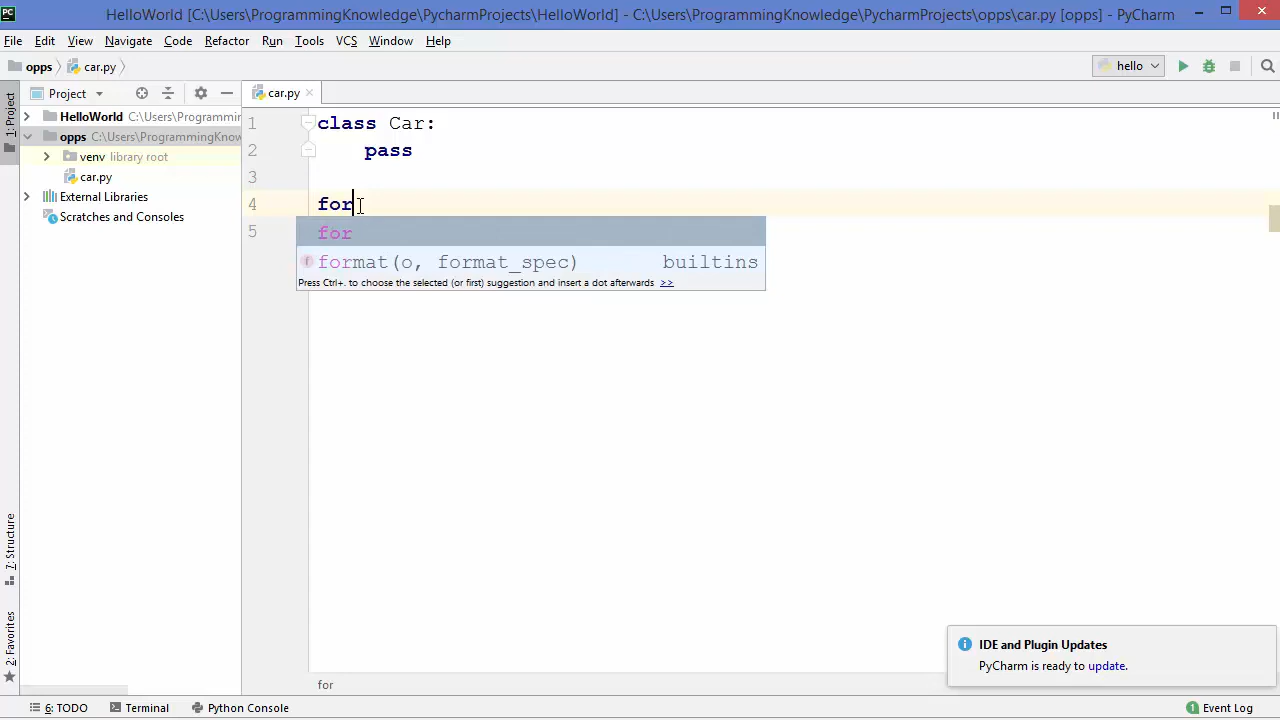 PC HelloWorld [C:\Users\ProgrammingKnowledge\PycharmProjects\HelloWorld] - C:\Users\ProgrammingKnowledge\PycharmProjects\opps\car.py [opps] - PyCharm
File Edit View Navigate Code Refactor Run Tools VCS Window Help
opps car.py hello
1: Project
Project car.py
HelloWorld C:\Users\Programmin
opps C:\Users\ProgrammingKnow
venv library root
car.py
External Libraries
Scratches and Consoles
1 class Car:
2 pass
3
4 for
5
for
f format(o, format_spec) builtins
Press Ctrl+. to choose the selected (or first) suggestion and insert a dot afterwards >>
7: Structure
2: Favorites
IDE and Plugin Updates
PyCharm is ready to update.
for
6: TODO Terminal Python Console 1 Event Log